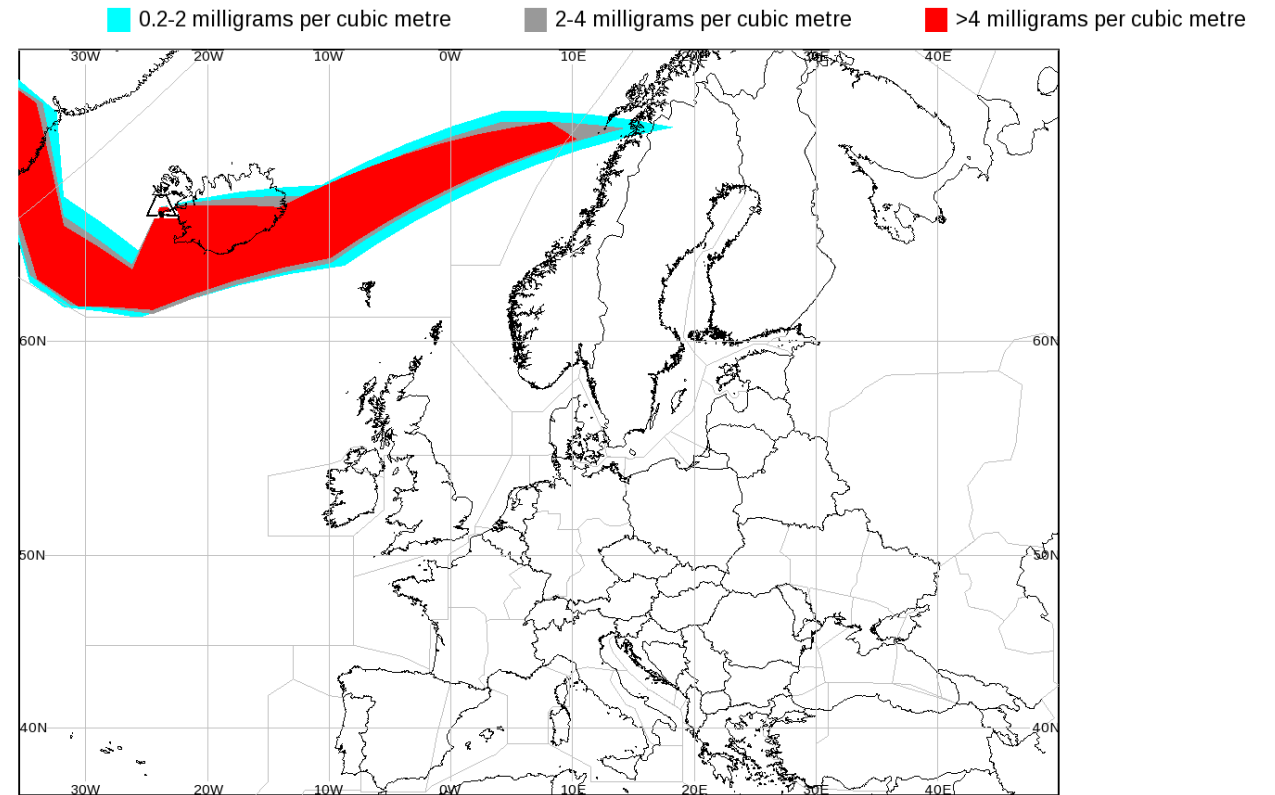 0.2-2 milligrams per cubic metre 2-4 milligrams per cubic metre >4 milligrams per cubic metre
30W 20W 10W 0W 10E 20E 30E 40E
60N 60N
50N 50N
40N 40N
30W 20W 10W 0W 10E 20E 30E 40E